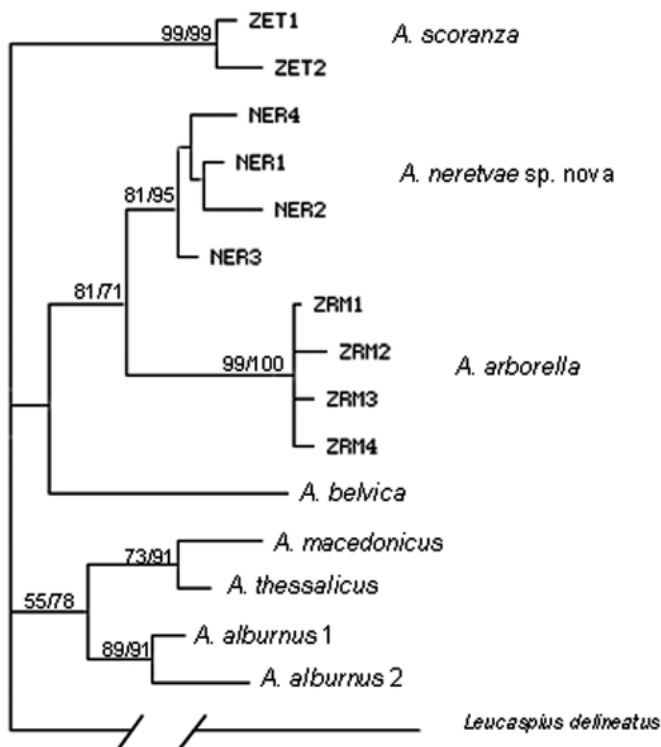 ZET1
99/99
A. scoranza
ZET2
NER4
NER1
A. neretvae sp. nova
81/95
NER2
NER3
81/71
ZRM1
ZRM2
99/100
A. arborella
ZRM3
ZRM4
A. belvica
A. macedonicus
73/91
A. thessalicus
55/78
A. alburnus 1
89/91
A. alburnus 2
Leucaspius delineatus